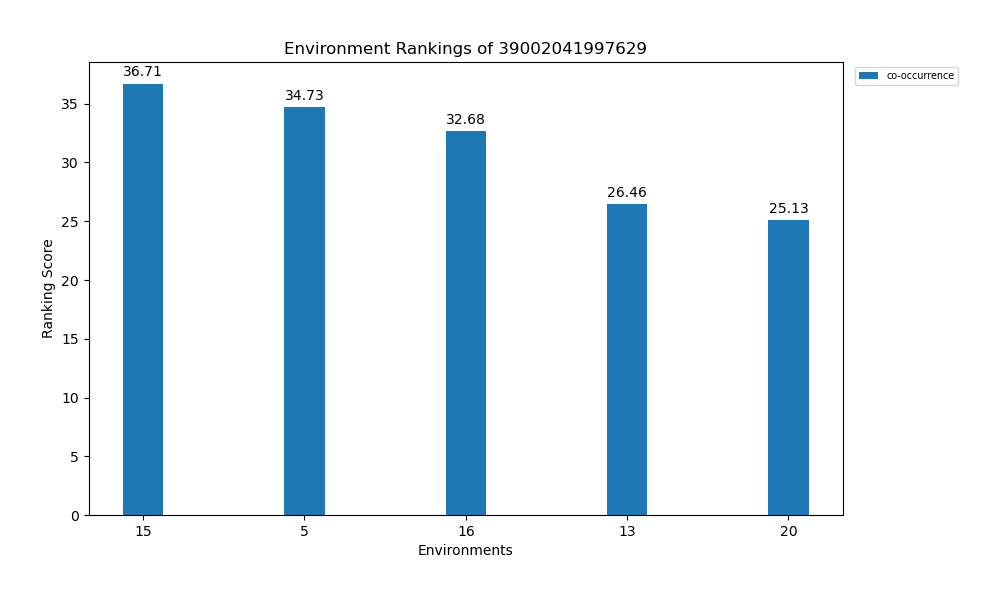 Environment Rankings of 39002041997629
co-occurrence
36.71
34.73
32.68
26.46
25.13
Ranking Score
35
30
25
20
15
10
5
0
15 5 16 13 20
Environments